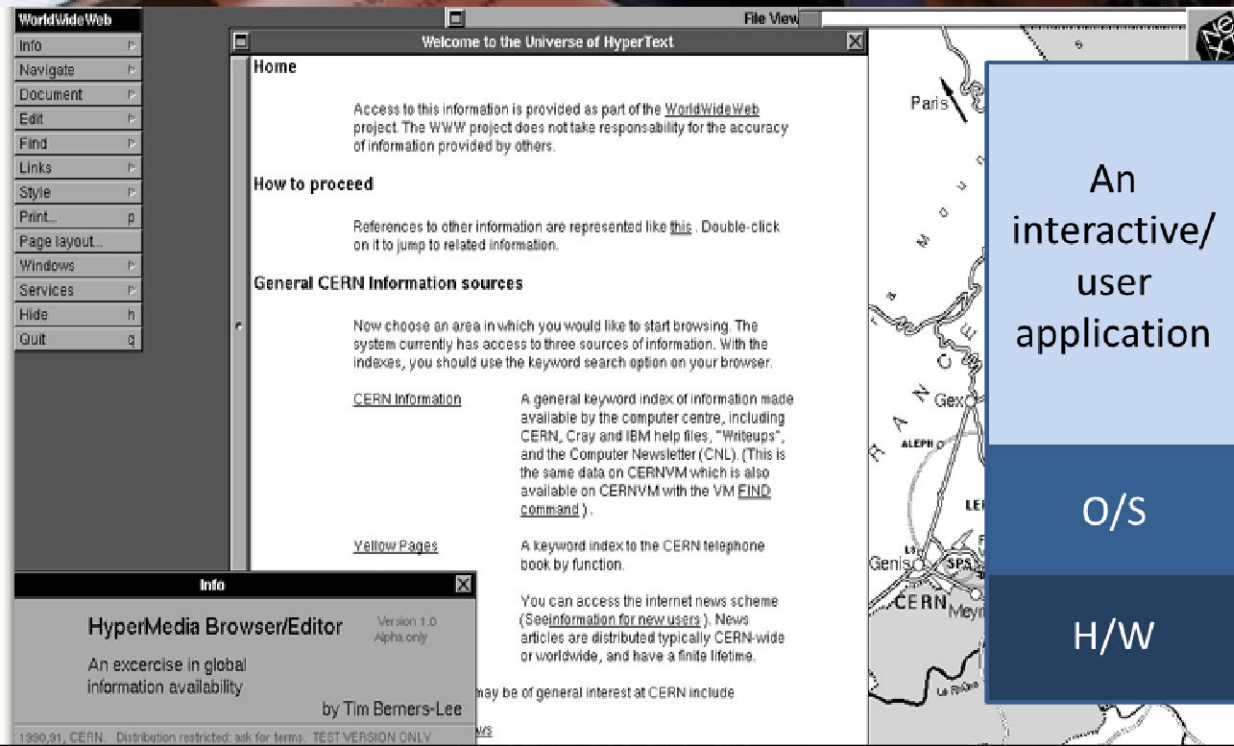 WorldWideWeb
Info
Navigate
Document
Edit
Find
Links
Style
Print... p
Page layout...
Windows
Services
Hide h
Quit q
File View
Welcome to the Universe of HyperText
Home
Access to this information is provided as part of the WorldWideWeb
project. The WWW project does not take responsability for the accuracy
of information provided by others.
How to proceed
References to other information are represented like this . Double-click
on it to jump to related information.
General CERN Information sources
Now choose an area in which you would like to start browsing. The
system currently has access to three sources of information. With the
indexes, you should use the keyword search option on your browser.
CERN Information
A general keyword index of information made
available by the computer centre, including
CERN, Cray and IBM help files, "Writeups",
and the Computer Newsletter (CNL). (This is
the same data on CERNVM which is also
available on CERNVM with the VM FIND
command ) .
Yellow Pages
A keyword index to the CERN telephone
book by function.
You can access the internet news scheme
(Seeinformation for new users ). News
articles are distributed typically CERN-wide
or worldwide, and have a finite lifetime.
may be of general interest at CERN include
Info
HyperMedia Browser/Editor
Version 1.0
Alpha only
An excercise in global
information availability
by Tim Berners-Lee
1990,91, CERN. Distribution restricted: ask for terms. TEST VERSION ONLY
NeXT
Paris
FRANCE
Gex
ALEPH
Genis
CERN
An
interactive/
user
application
O/S
H/W